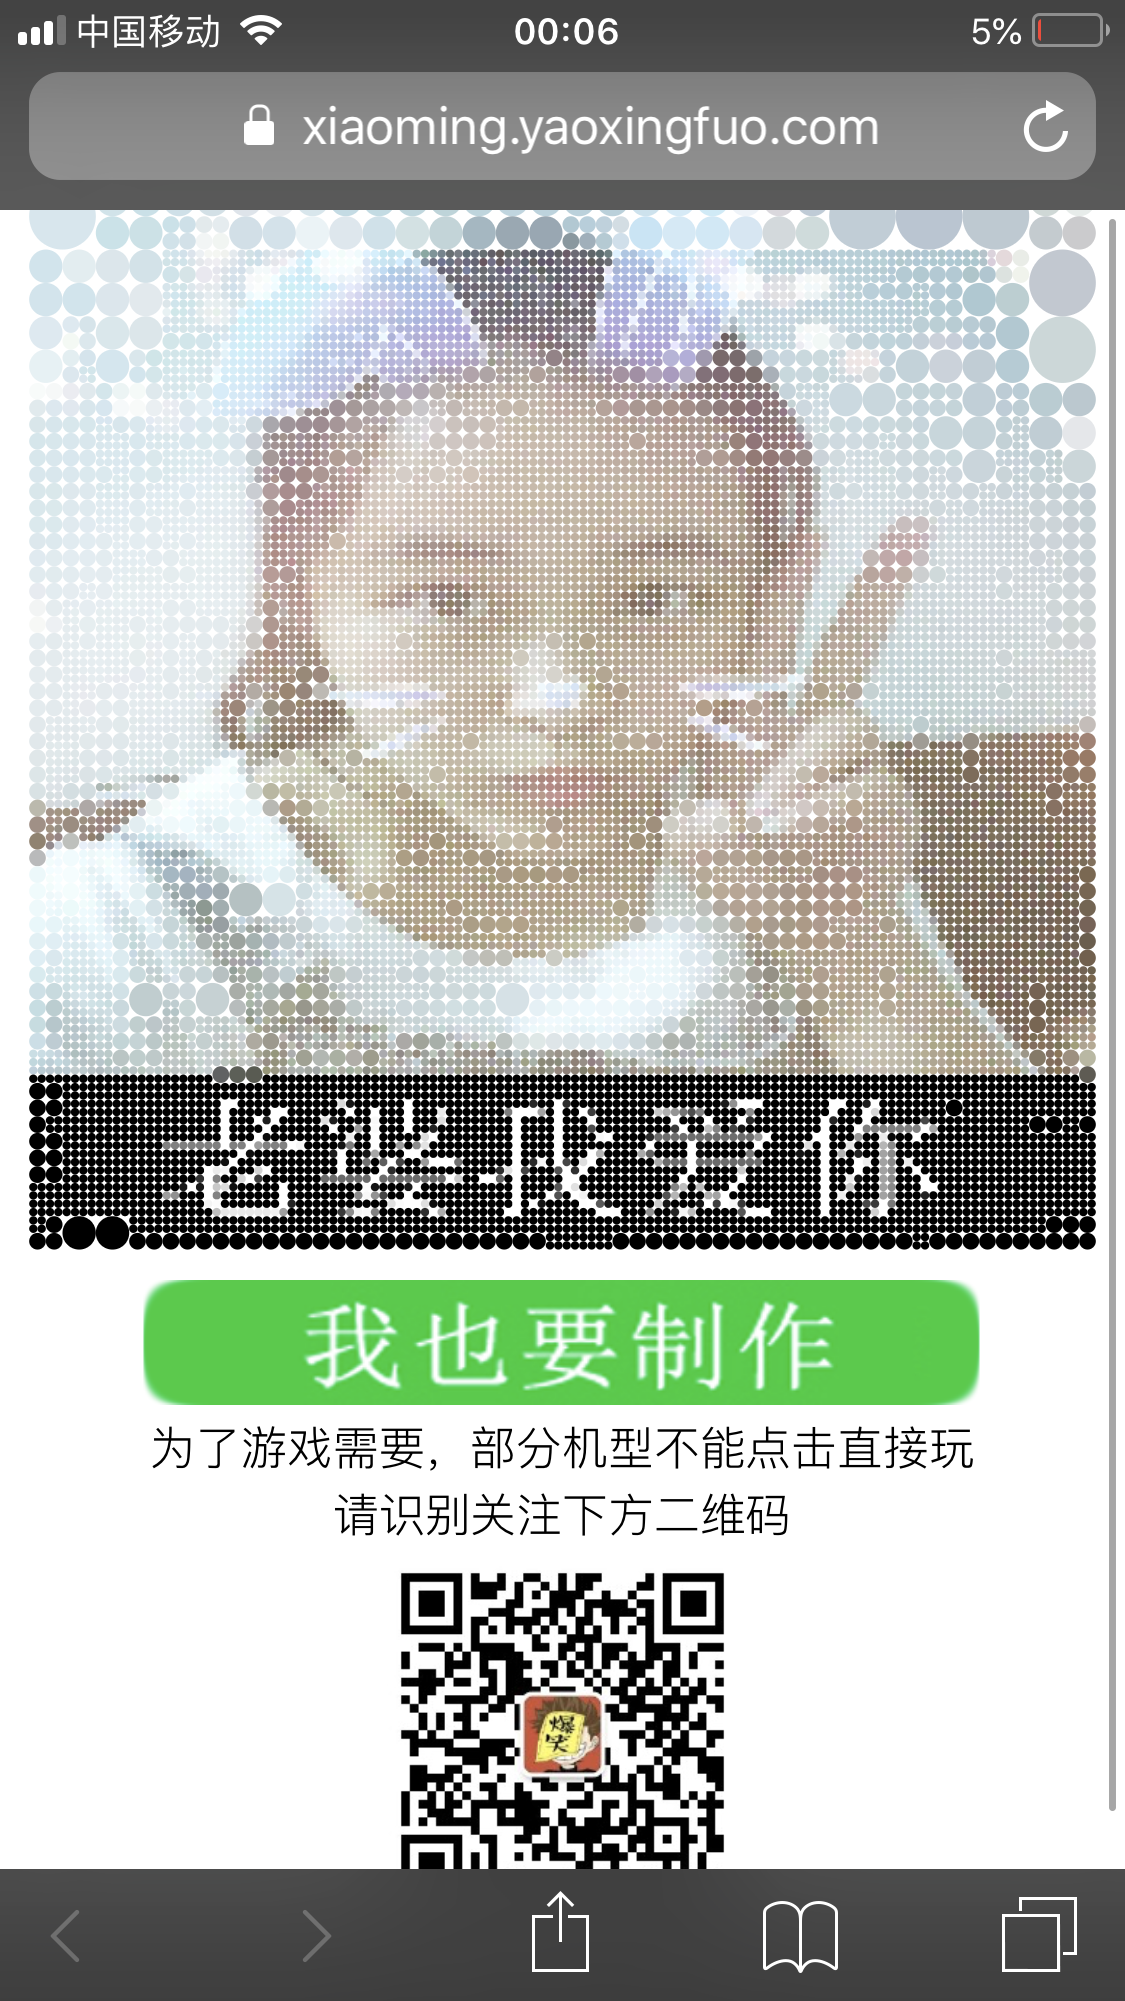 中国移动
00:06
5%
xiaoming.yaoxingfuo.com
老婆我爱你
我也要制作
为了游戏需要，部分机型不能点击直接玩
请识别关注下方二维码
爆笑